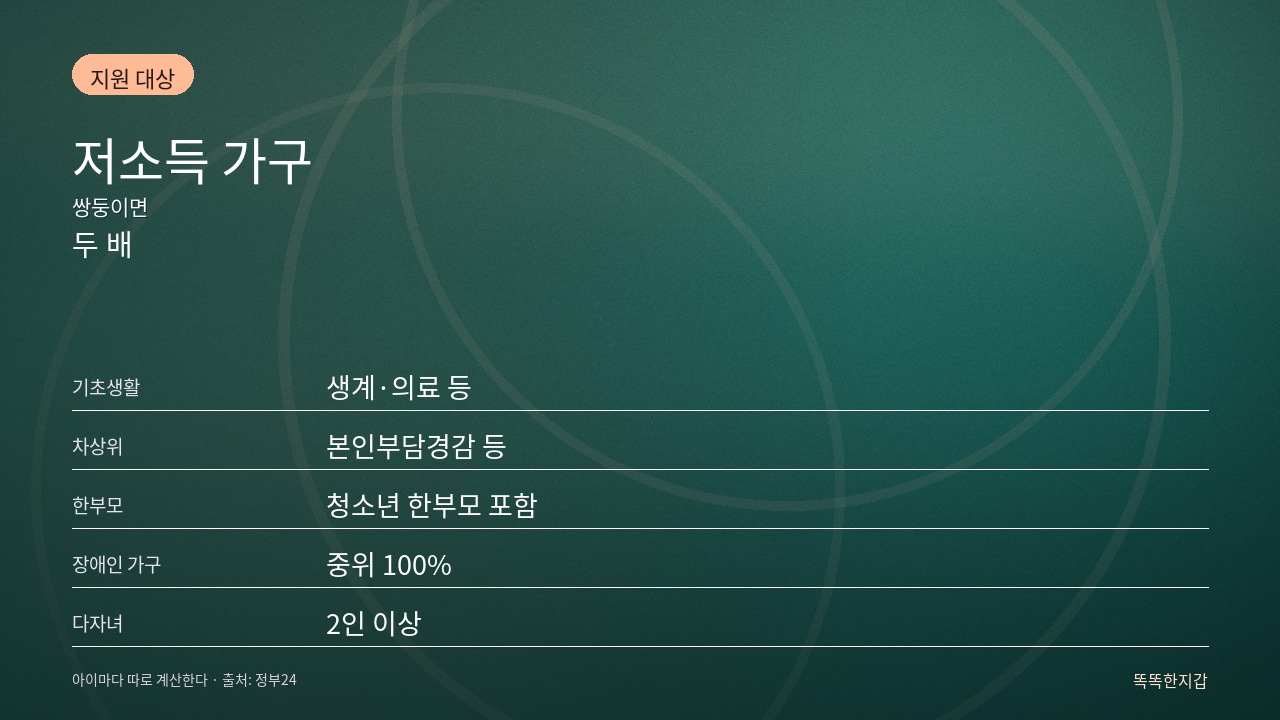 지원 대상
저소득 가구
쌍둥이면
두 배
기초생활 생계·의료 등
차상위 본인부담경감 등
한부모 청소년 한부모 포함
장애인 가구 중위 100%
다자녀 2인 이상
아이마다 따로 계산한다 · 출처: 정부24
똑똑한지갑